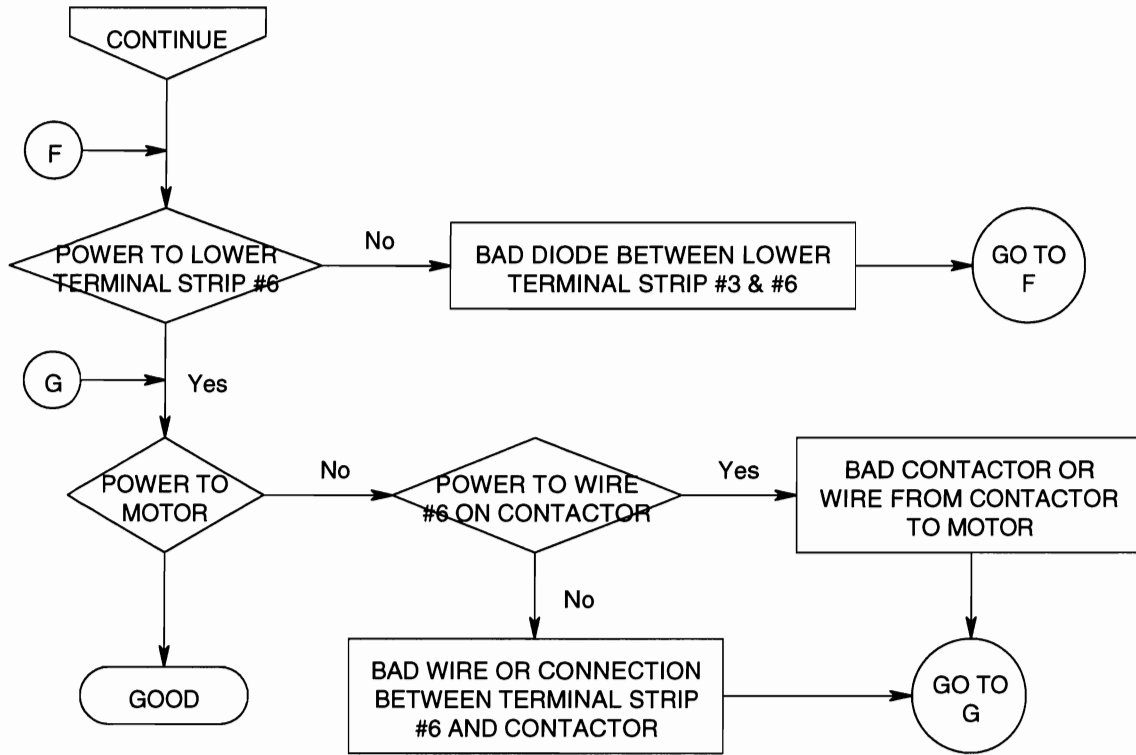 CONTINUE
F
POWER TO LOWER
TERMINAL STRIP #6
No
BAD DIODE BETWEEN LOWER
TERMINAL STRIP #3 & #6
GO TO
F
G
Yes
POWER TO
MOTOR
No
POWER TO WIRE
#6 ON CONTACTOR
Yes
BAD CONTACTOR OR
WIRE FROM CONTACTOR
TO MOTOR
No
GOOD
BAD WIRE OR CONNECTION
BETWEEN TERMINAL STRIP
#6 AND CONTACTOR
GO TO
G